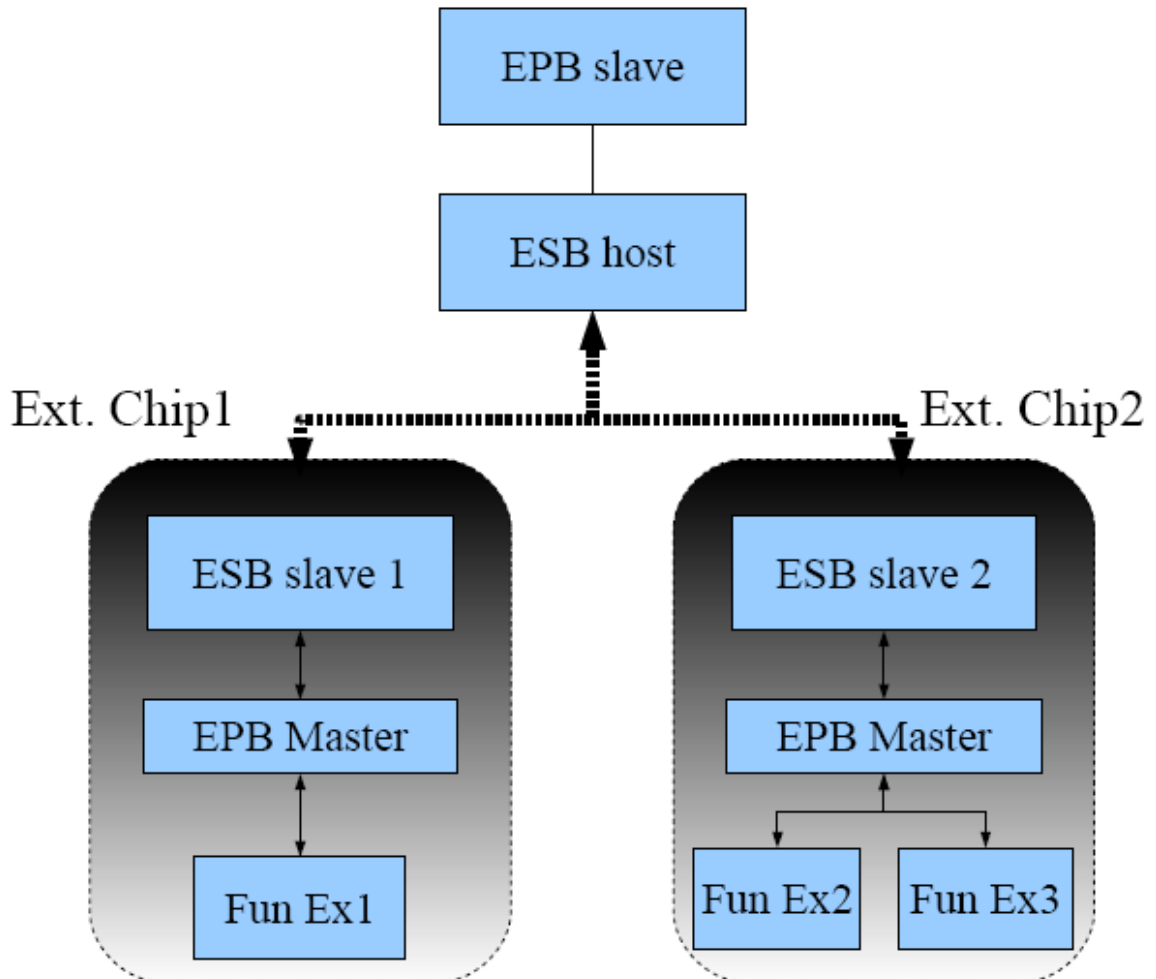 EPB slave
ESB host
Ext. Chip1
Ext. Chip2
ESB slave 1
ESB slave 2
EPB Master
EPB Master
Fun Ex1
Fun Ex2
Fun Ex3